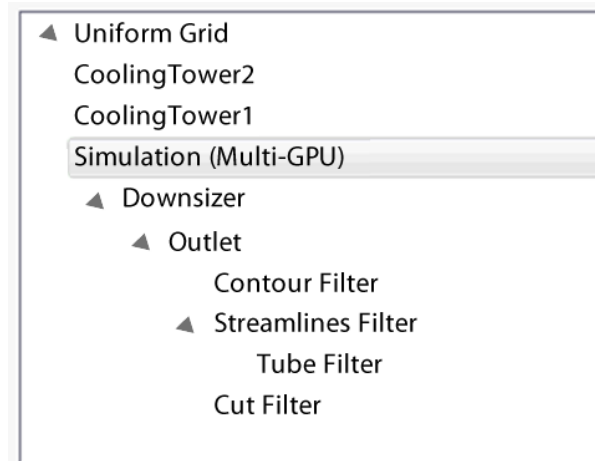 Uniform Grid
CoolingTower2
CoolingTower1
Simulation (Multi-GPU)
Downsizer
Outlet
Contour Filter
Streamlines Filter
Tube Filter
Cut Filter